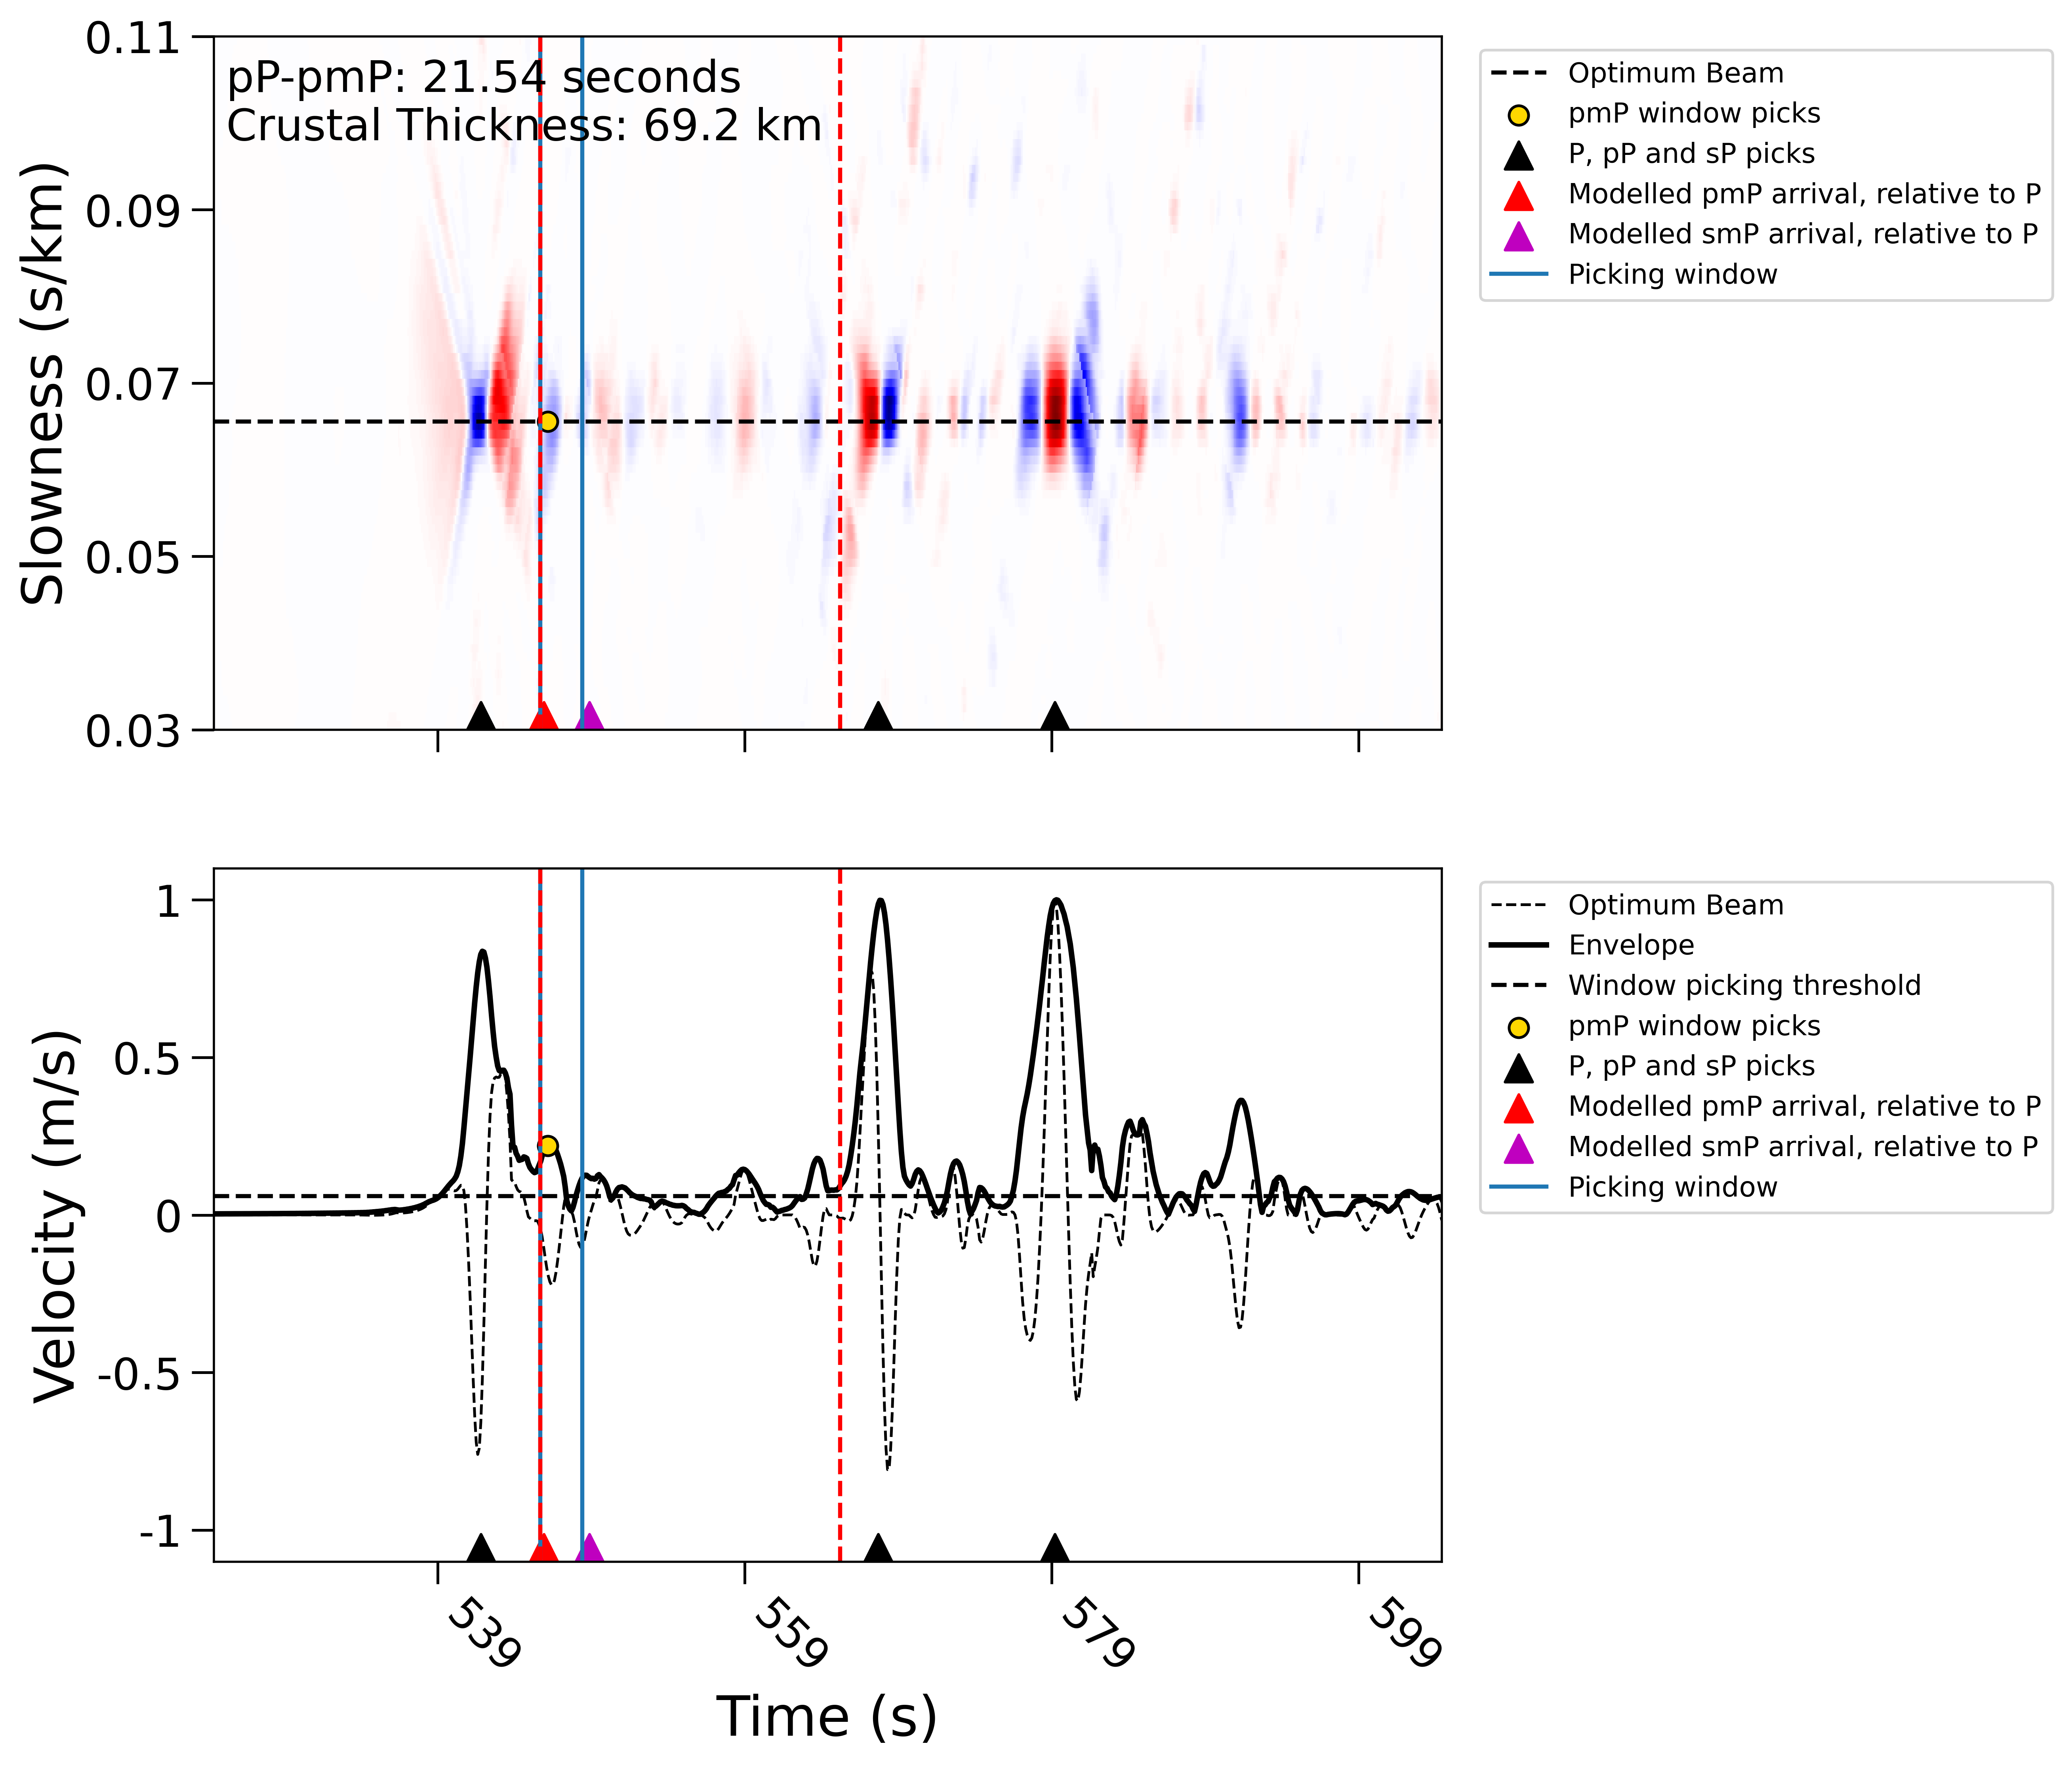 pP-pmP: 21.54 seconds
Crustal Thickness: 69.2 km
Slowness (s/km)
0.11
0.09
0.07
0.05
0.03
Optimum Beam
pmP window picks
P, pP and sP picks
Modelled pmP arrival, relative to P
Modelled smP arrival, relative to P
Picking window
Velocity (m/s)
1
0.5
0
-0.5
-1
Optimum Beam
Envelope
Window picking threshold
pmP window picks
P, pP and sP picks
Modelled pmP arrival, relative to P
Modelled smP arrival, relative to P
Picking window
539
559
579
599
Time (s)